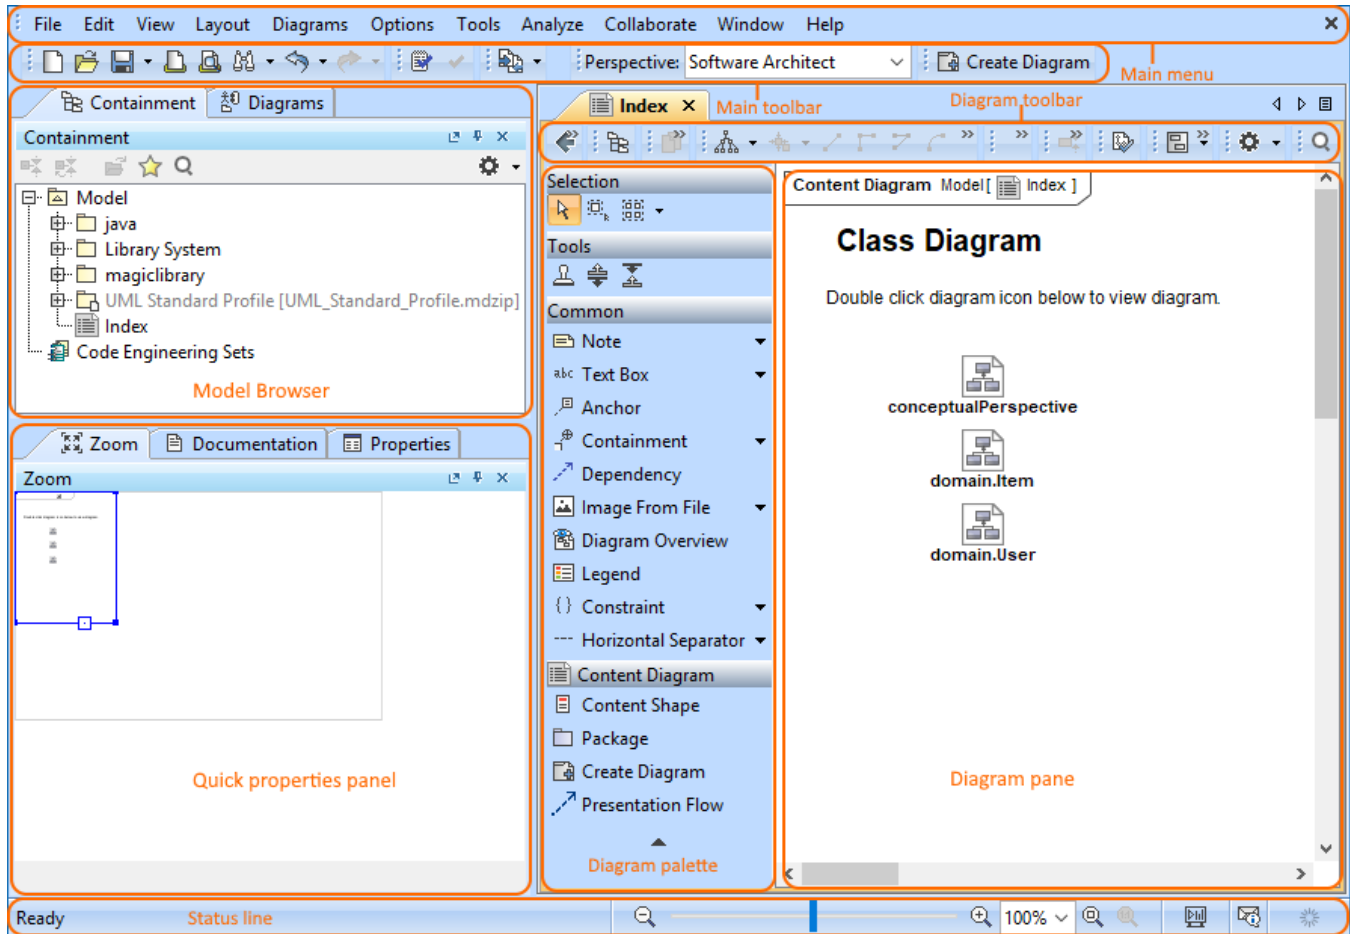 File Edit View Layout Diagrams Options Tools Analyze Collaborate Window Help
Main menu
Perspective: Software Architect Create Diagram
Main toolbar
Diagram toolbar
Containment Diagrams
Containment
Model
java
Library System
magiclibrary
UML Standard Profile [UML_Standard_Profile.mdzip]
Index
Code Engineering Sets
Model Browser
Zoom Documentation Properties
Zoom
Quick properties panel
Index
Selection
Tools
Common
Note
abc Text Box
Anchor
Containment
Dependency
Image From File
Diagram Overview
Legend
{} Constraint
Horizontal Separator
Content Diagram
Content Shape
Package
Create Diagram
Presentation Flow
Diagram palette
Content Diagram Model[ Index ]
Class Diagram
Double click diagram icon below to view diagram.
conceptualPerspective
domain.Item
domain.User
Diagram pane
Ready
Status line
100%